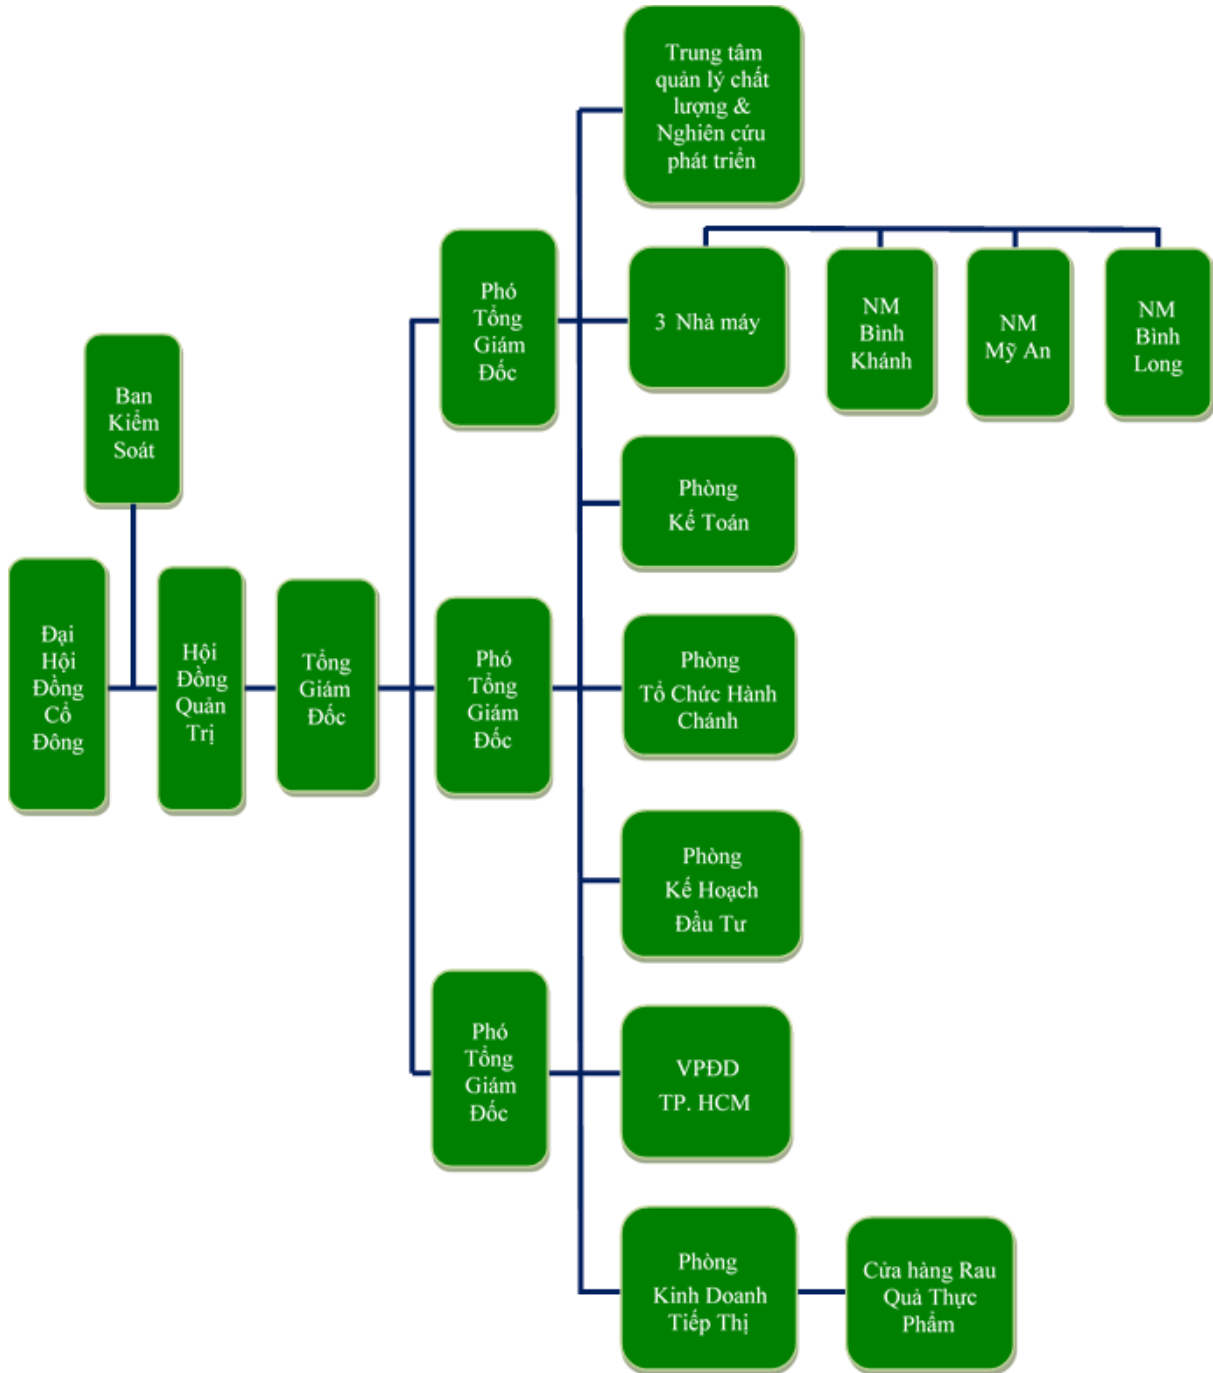 Trung tâm
quản lý chất
lượng &
Nghiên cứu
phát triển
Phó
Tổng
Giám
Đốc
3 Nhà máy
NM
Bình
Khánh
NM
Mỹ An
NM
Bình
Long
Ban
Kiểm
Soát
Phòng
Kế Toán
Đại
Hội
Đồng
Cổ
Đông
Hội
Đồng
Quản
Trị
Tổng
Giám
Đốc
Phó
Tổng
Giám
Đốc
Phòng
Tổ Chức Hành
Chánh
Phòng
Kế Hoạch
Đầu Tư
Phó
Tổng
Giám
Đốc
VPĐD
TP. HCM
Phòng
Kinh Doanh
Tiếp Thị
Cửa hàng Rau
Quả Thực
Phẩm